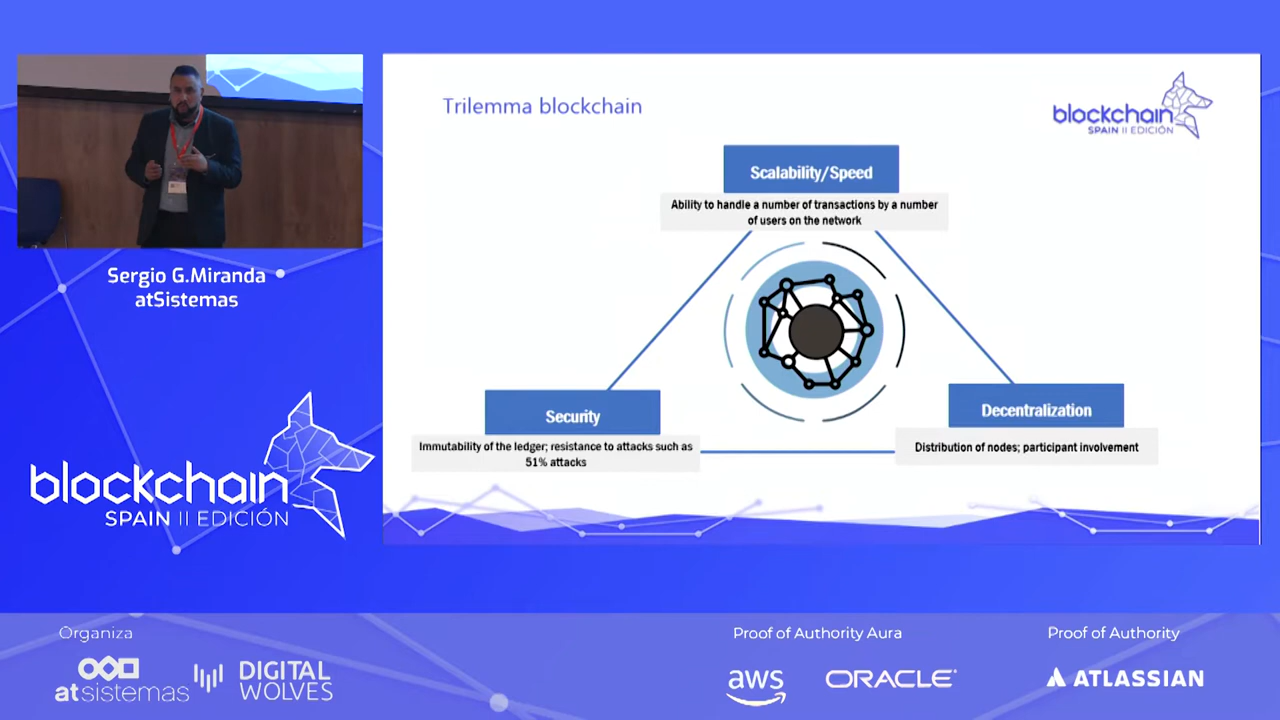 Trilemma blockchain
blockchain
SPAIN II EDICIÓN
Scalability/Speed
Ability to handle a number of transactions by a number
of users on the network
Security
Immutability of the ledger; resistance to attacks such as
51% attacks
Decentralization
Distribution of nodes; participant involvement
Sergio G.Miranda
atSistemas
blockchain
SPAIN II EDICIÓN
Organiza
atsistemas
DIGITAL
WOLVES
Proof of Authority Aura
aws
ORACLE
Proof of Authority
ATLASSIAN